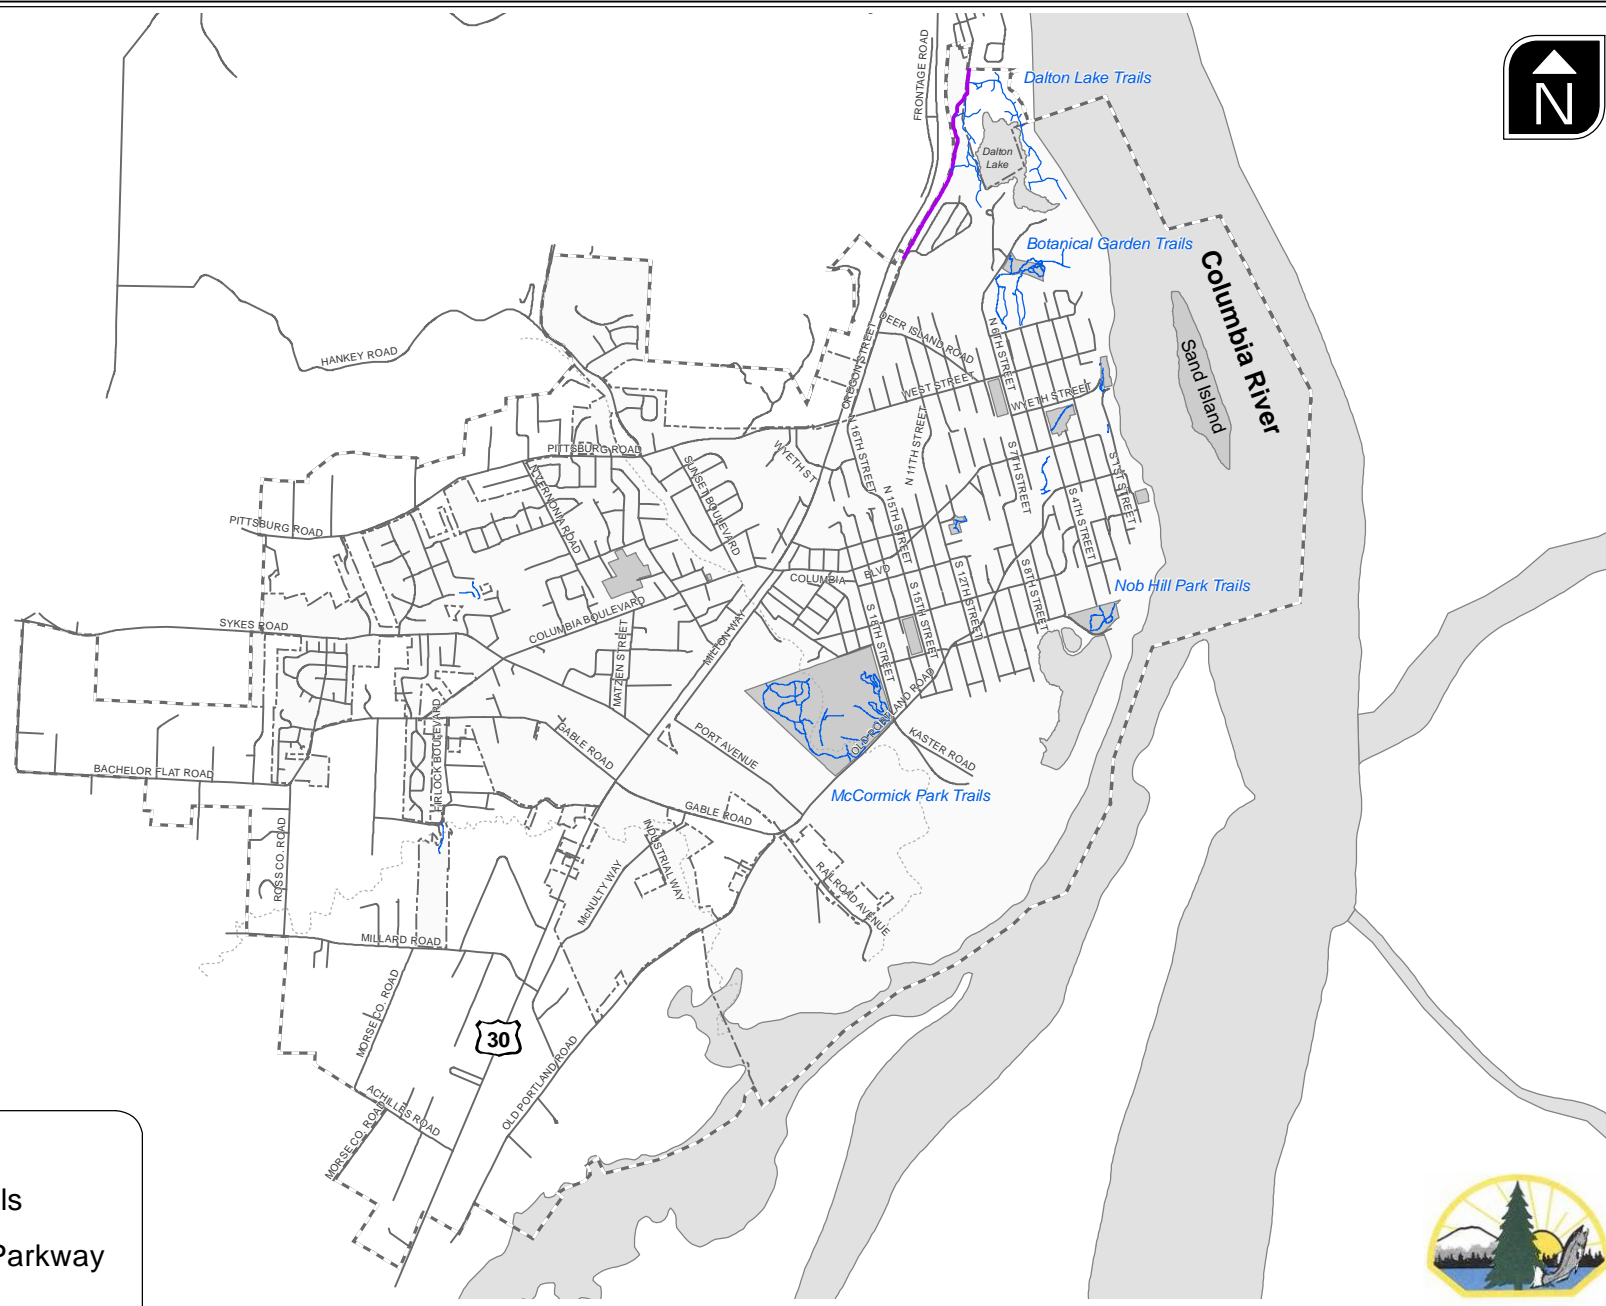 FRONTAGE ROAD
Dalton Lake Trails
N
Dalton
Lake
Botanical Garden Trails
Columbia River
Sand Island
HANKEY ROAD
OREGON STREET
DEER ISLAND ROAD
N 6TH STREET
WEST STREET
WYETH STREET
PITTSBURG ROAD
WYETH ST
N 16TH STREET
N 11TH STREET
S 7TH STREET
S 1ST STREET
SUNSET BOULEVARD
N VERNONIA ROAD
N 15TH STREET
S 4TH STREET
PITTSBURG ROAD
COLUMBIA BLVD
S 12TH STREET
S 8TH STREET
Nob Hill Park Trails
SYKES ROAD
COLUMBIA BOULEVARD
MATZEN STREET
MILTON WAY
S 18TH STREET
S 15TH STREET
OLD PORTLAND ROAD
KASTER ROAD
PORT AVENUE
GABLE ROAD
FIRLOCK BOULEVARD
BACHELOR FLAT ROAD
McCormick Park Trails
GABLE ROAD
INDUSTRIAL WAY
McNULTY WAY
RAILROAD AVENUE
ROSS CO. ROAD
MILLARD ROAD
MORSE CO. ROAD
30
OLD PORTLAND ROAD
ACHILLES ROAD
MORSE CO. ROAD
ls
Parkway